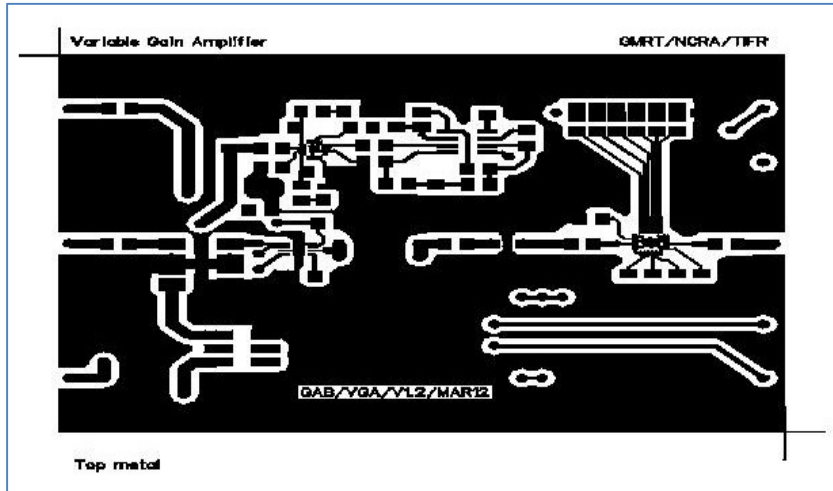 Variable Gain Amplifier
GMRT/NCRA/TIFR
GAB/VGA/V1.2/MAR12
Top metal